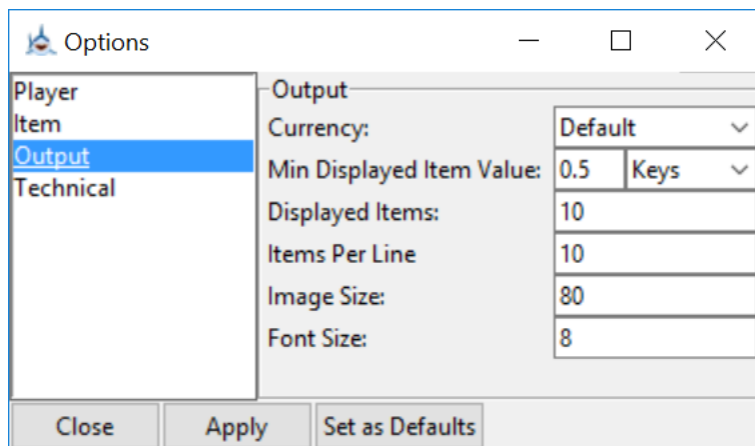 Options
Player
Item
Output
Technical
Output
Currency: Default
Min Displayed Item Value: 0.5 Keys
Displayed Items: 10
Items Per Line 10
Image Size: 80
Font Size: 8
Close Apply Set as Defaults